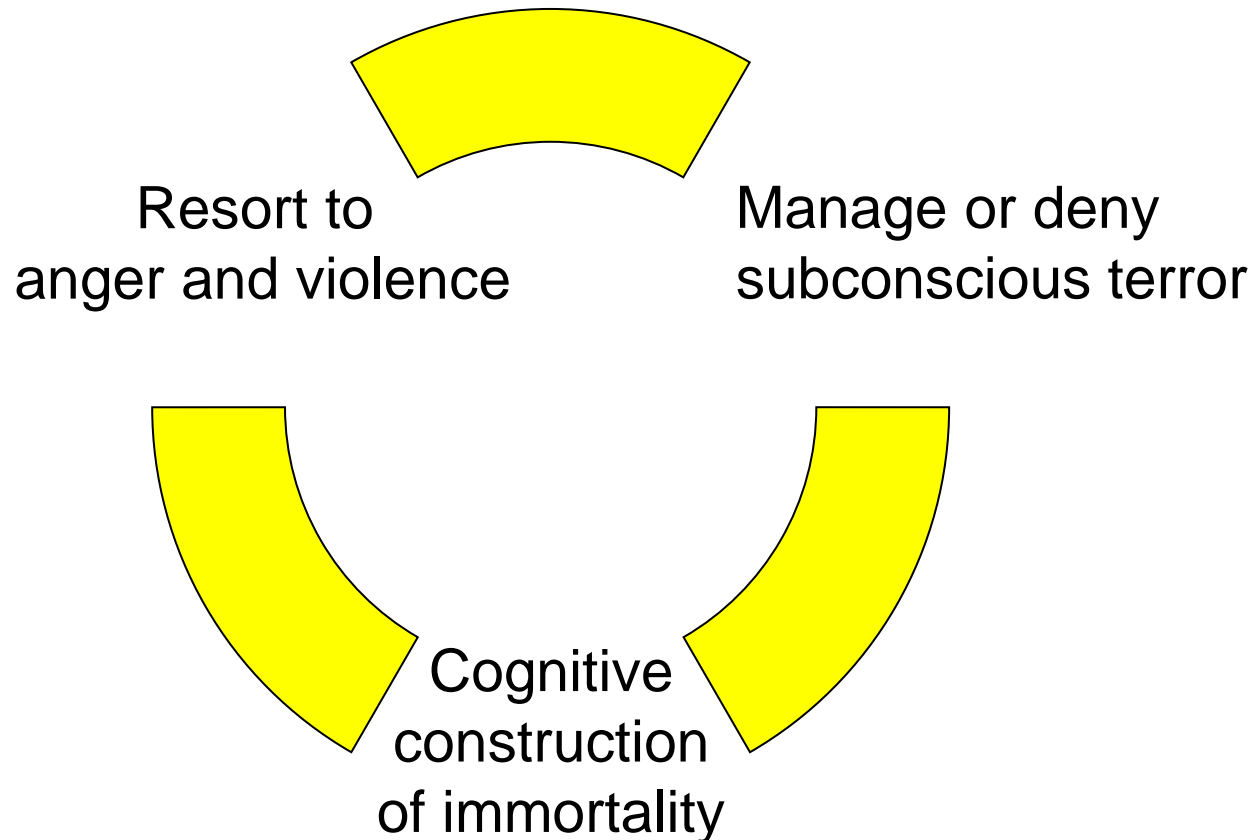 Resort to
anger and violence
Manage or deny
subconscious terror
Cognitive
construction
of immortality